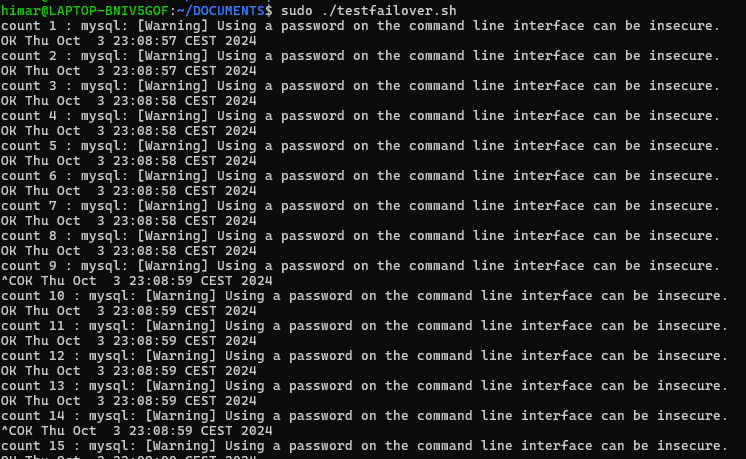 himar@LAPTOP-BNIV5GOF:~/DOCUMENTS$ sudo ./testfailover.sh
count 1 : mysql: [Warning] Using a password on the command line interface can be insecure.
OK Thu Oct  3 23:08:57 CEST 2024
count 2 : mysql: [Warning] Using a password on the command line interface can be insecure.
OK Thu Oct  3 23:08:57 CEST 2024
count 3 : mysql: [Warning] Using a password on the command line interface can be insecure.
OK Thu Oct  3 23:08:58 CEST 2024
count 4 : mysql: [Warning] Using a password on the command line interface can be insecure.
OK Thu Oct  3 23:08:58 CEST 2024
count 5 : mysql: [Warning] Using a password on the command line interface can be insecure.
OK Thu Oct  3 23:08:58 CEST 2024
count 6 : mysql: [Warning] Using a password on the command line interface can be insecure.
OK Thu Oct  3 23:08:58 CEST 2024
count 7 : mysql: [Warning] Using a password on the command line interface can be insecure.
OK Thu Oct  3 23:08:58 CEST 2024
count 8 : mysql: [Warning] Using a password on the command line interface can be insecure.
OK Thu Oct  3 23:08:58 CEST 2024
count 9 : mysql: [Warning] Using a password on the command line interface can be insecure.
^COK Thu Oct  3 23:08:59 CEST 2024
count 10 : mysql: [Warning] Using a password on the command line interface can be insecure.
OK Thu Oct  3 23:08:59 CEST 2024
count 11 : mysql: [Warning] Using a password on the command line interface can be insecure.
OK Thu Oct  3 23:08:59 CEST 2024
count 12 : mysql: [Warning] Using a password on the command line interface can be insecure.
OK Thu Oct  3 23:08:59 CEST 2024
count 13 : mysql: [Warning] Using a password on the command line interface can be insecure.
OK Thu Oct  3 23:08:59 CEST 2024
count 14 : mysql: [Warning] Using a password on the command line interface can be insecure.
^COK Thu Oct  3 23:08:59 CEST 2024
count 15 : mysql: [Warning] Using a password on the command line interface can be insecure.